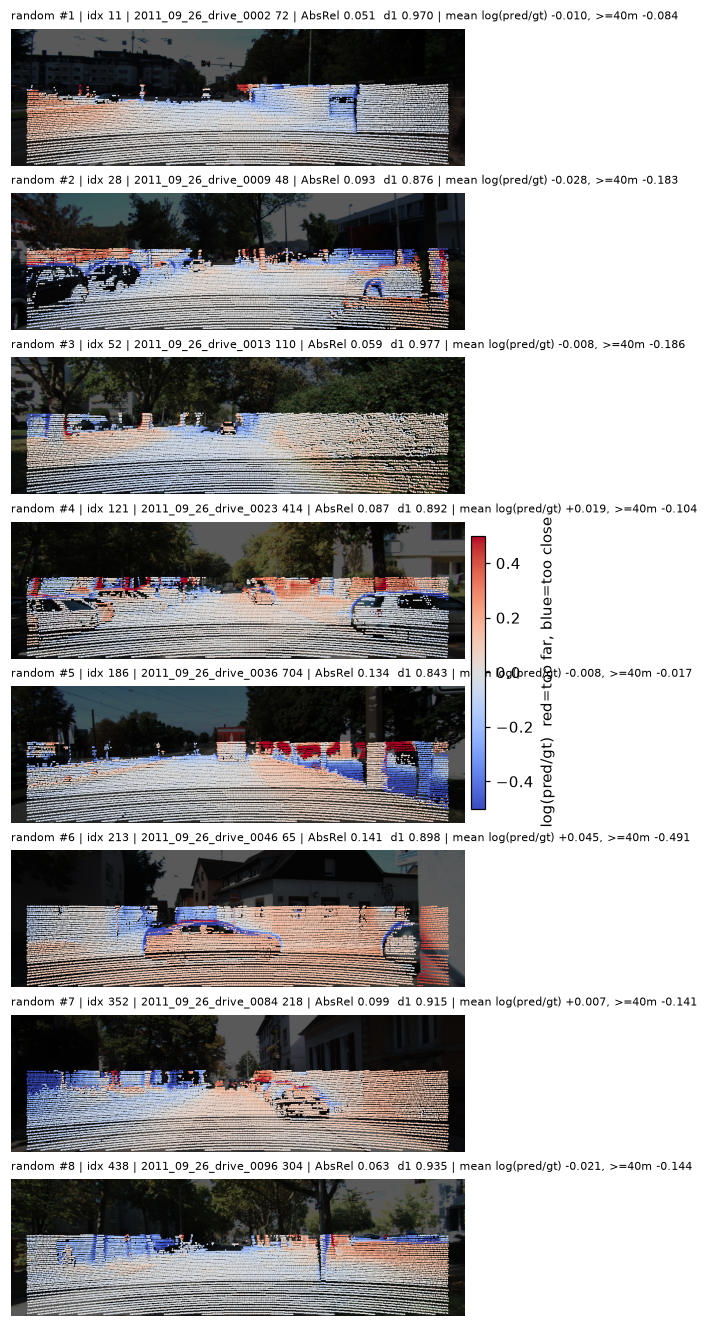 random #1 | idx 11 | 2011_09_26_drive_0002 72 | AbsRel 0.051  d1 0.970 | mean log(pred/gt) -0.010, >=40m -0.084
random #2 | idx 28 | 2011_09_26_drive_0009 48 | AbsRel 0.093  d1 0.876 | mean log(pred/gt) -0.028, >=40m -0.183
random #3 | idx 52 | 2011_09_26_drive_0013 110 | AbsRel 0.059  d1 0.977 | mean log(pred/gt) -0.008, >=40m -0.186
random #4 | idx 121 | 2011_09_26_drive_0023 414 | AbsRel 0.087  d1 0.892 | mean log(pred/gt) +0.019, >=40m -0.104
0.4
0.2
0.0
−0.2
−0.4
log(pred/gt)  red=too far, blue=too close
random #5 | idx 186 | 2011_09_26_drive_0036 704 | AbsRel 0.134  d1 0.843 | mean log(pred/gt) -0.008, >=40m -0.017
random #6 | idx 213 | 2011_09_26_drive_0046 65 | AbsRel 0.141  d1 0.898 | mean log(pred/gt) +0.045, >=40m -0.491
random #7 | idx 352 | 2011_09_26_drive_0084 218 | AbsRel 0.099  d1 0.915 | mean log(pred/gt) +0.007, >=40m -0.141
random #8 | idx 438 | 2011_09_26_drive_0096 304 | AbsRel 0.063  d1 0.935 | mean log(pred/gt) -0.021, >=40m -0.144